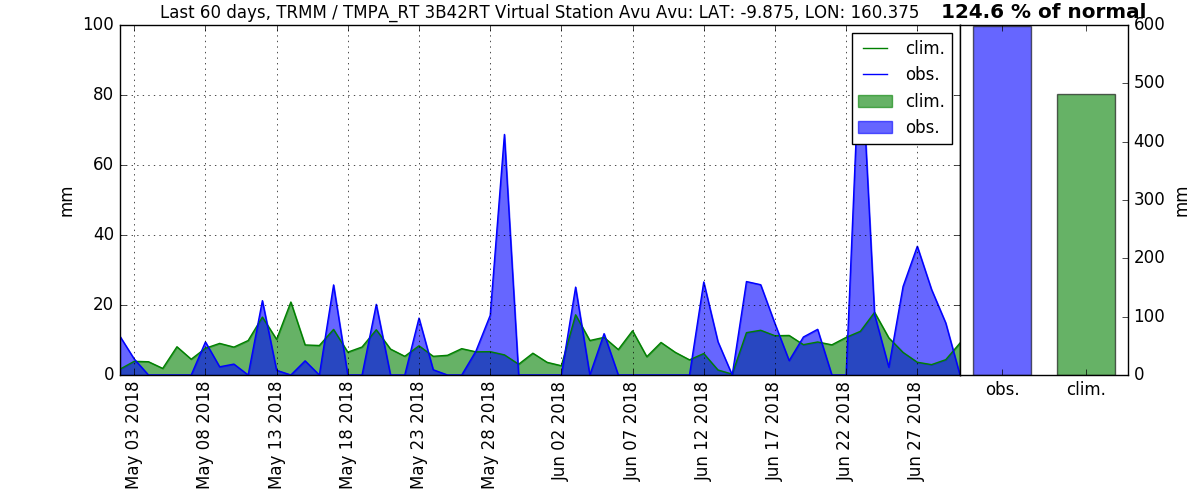 Last 60 days, TRMM / TMPA_RT 3B42RT Virtual Station Avu Avu: LAT: -9.875, LON: 160.375
124.6 % of normal
100
80
60
40
20
0
mm
clim.
obs.
clim.
obs.
600
500
400
300
200
100
0
mm
May 03 2018
May 08 2018
May 13 2018
May 18 2018
May 23 2018
May 28 2018
Jun 02 2018
Jun 07 2018
Jun 12 2018
Jun 17 2018
Jun 22 2018
Jun 27 2018
obs.
clim.